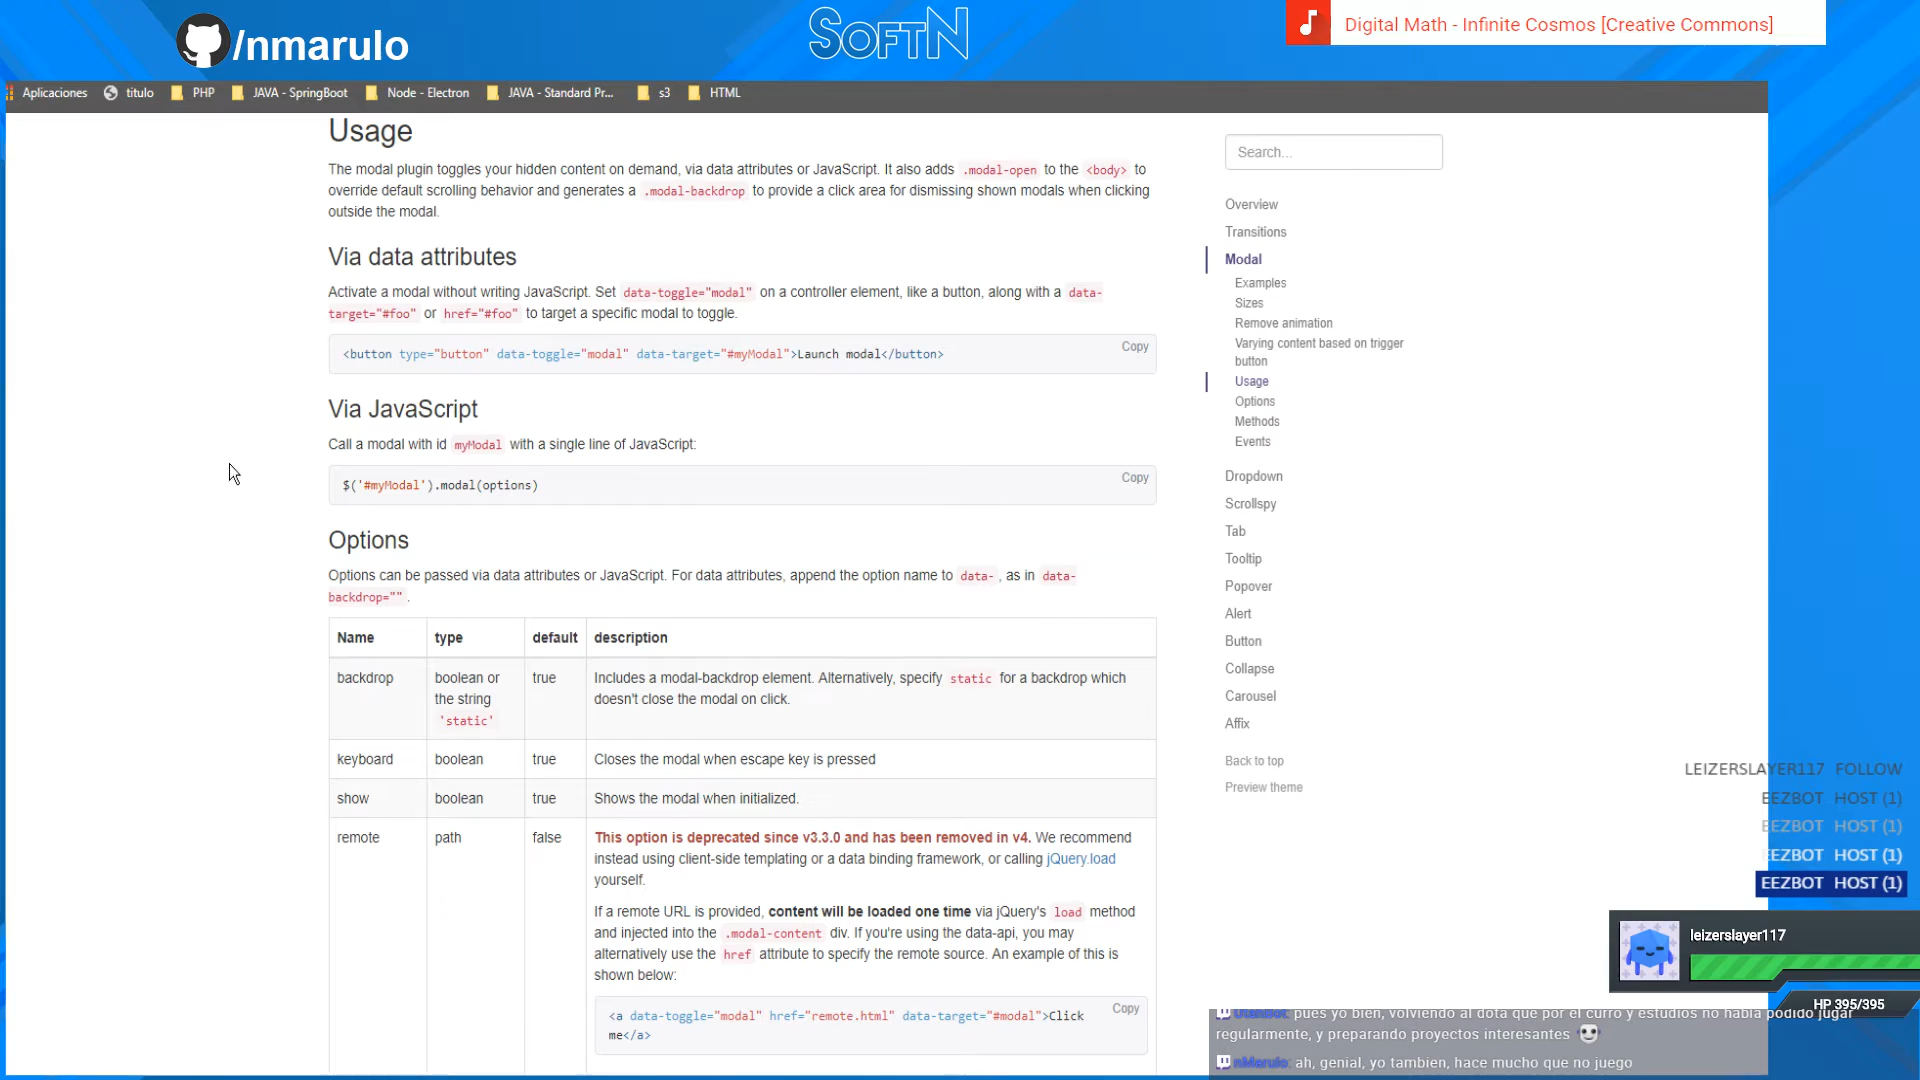 /nmarulo
SOFTN
Digital Math - Infinite Cosmos [Creative Commons]
Aplicaciones titulo PHP JAVA - SpringBoot Node - Electron JAVA - Standard Pr... s3 HTML
Usage
The modal plugin toggles your hidden content on demand, via data attributes or JavaScript. It also adds .modal-open to the <body> to
override default scrolling behavior and generates a .modal-backdrop to provide a click area for dismissing shown modals when clicking
outside the modal.
Via data attributes
Activate a modal without writing JavaScript. Set data-toggle="modal" on a controller element, like a button, along with a data-
target="#foo" or href="#foo" to target a specific modal to toggle.
Copy
<button type="button" data-toggle="modal" data-target="#myModal">Launch modal</button>
Via JavaScript
Call a modal with id myModal with a single line of JavaScript:
Copy
$('#myModal').modal(options)
Options
Options can be passed via data attributes or JavaScript. For data attributes, append the option name to data-, as in data-
backdrop="".
Name type default description
backdrop boolean or true Includes a modal-backdrop element. Alternatively, specify static for a backdrop which
the string doesn't close the modal on click.
'static'
keyboard boolean true Closes the modal when escape key is pressed
show boolean true Shows the modal when initialized.
remote path false This option is deprecated since v3.3.0 and has been removed in v4. We recommend
instead using client-side templating or a data binding framework, or calling jQuery.load
yourself.
If a remote URL is provided, content will be loaded one time via jQuery's load method
and injected into the .modal-content div. If you're using the data-api, you may
alternatively use the href attribute to specify the remote source. An example of this is
shown below:
Copy
<a data-toggle="modal" href="remote.html" data-target="#modal">Click
me</a>
Search...
Overview
Transitions
Modal
Examples
Sizes
Remove animation
Varying content based on trigger
button
Usage
Options
Methods
Events
Dropdown
Scrollspy
Tab
Tooltip
Popover
Alert
Button
Collapse
Carousel
Affix
Back to top
Preview theme
LEIZERSLAYER117 FOLLOW
EEZBOT HOST (1)
EEZBOT HOST (1)
EEZBOT HOST (1)
EEZBOT HOST (1)
leizerslayer117
HP 395/395
pues yo bien, volviendo al dota que por el curro y estudios no habia podido jugar
regularmente, y preparando proyectos interesantes
nMarulo: ah, genial, yo tambien, hace mucho que no juego